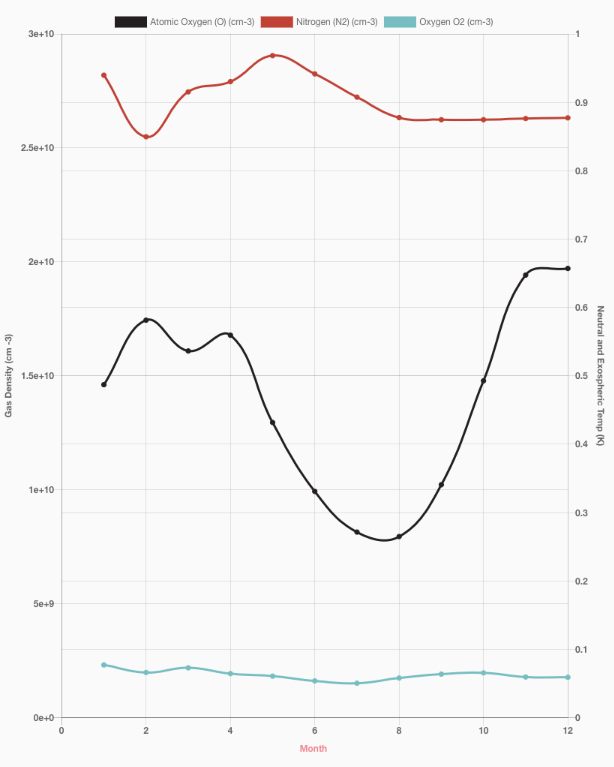 Atomic Oxygen (O) (cm-3) Nitrogen (N2) (cm-3) Oxygen O2 (cm-3)
3e+10
2.5e+10
2e+10
1.5e+10
1e+10
5e+9
0e+0
Gas Density (cm -3)
1
0.9
0.8
0.7
0.6
0.5
0.4
0.3
0.2
0.1
0
Neutral and Exospheric Temp (K)
0 2 4 6 8 10 12
Month